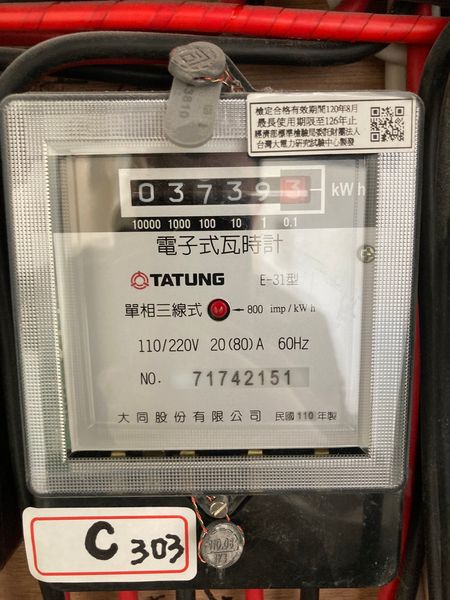 檢定合格有效期間120年8月
最長使用期限至126年止
經濟部標準檢驗局委託財團法人
台灣大電力研究試驗中心製發
037393 kWh
10000 1000 100 10 1 0.1
電子式瓦時計
TATUNG E-31型
單相三線式 M 800 imp/kWh
110/220V 20(80)A 60Hz
NO. 71742151
大同股份有限公司 民國110年製
C303